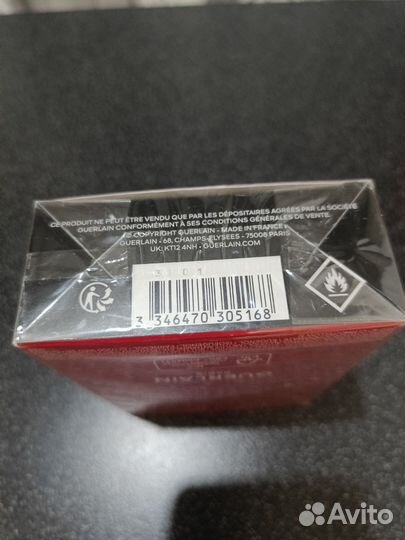 CE PRODUIT NE PEUT ÊTRE VENDU QUE PAR LES DÉPOSITAIRES AGRÉÉS PAR LA SOCIÉTÉ
GUERLAIN CONFORMÉMENT À SES CONDITIONS GÉNÉRALES DE VENTE.
COPYRIGHT GUERLAIN - MADE IN FRANCE
GUERLAIN - 68, CHAMPS-ELYSEES - 75008 PARIS
UK: KT12 4NH - GUERLAIN.COM
3 346470 305168
GUERLAIN
Avito